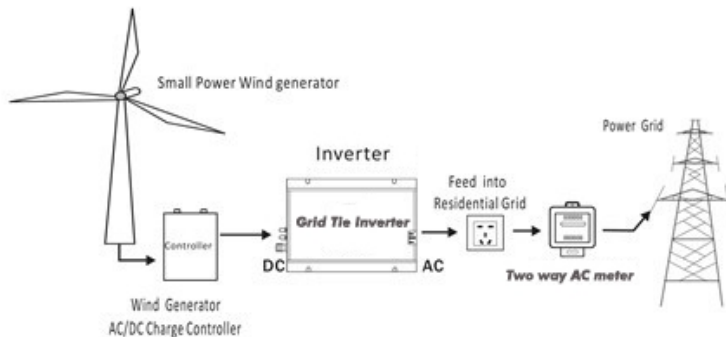 Small Power Wind generator
Power Grid
Inverter
Feed into
Residential Grid
Grid Tie Inverter
Controller
DC
AC
Two way AC meter
Wind Generator
AC/DC Charge Controller